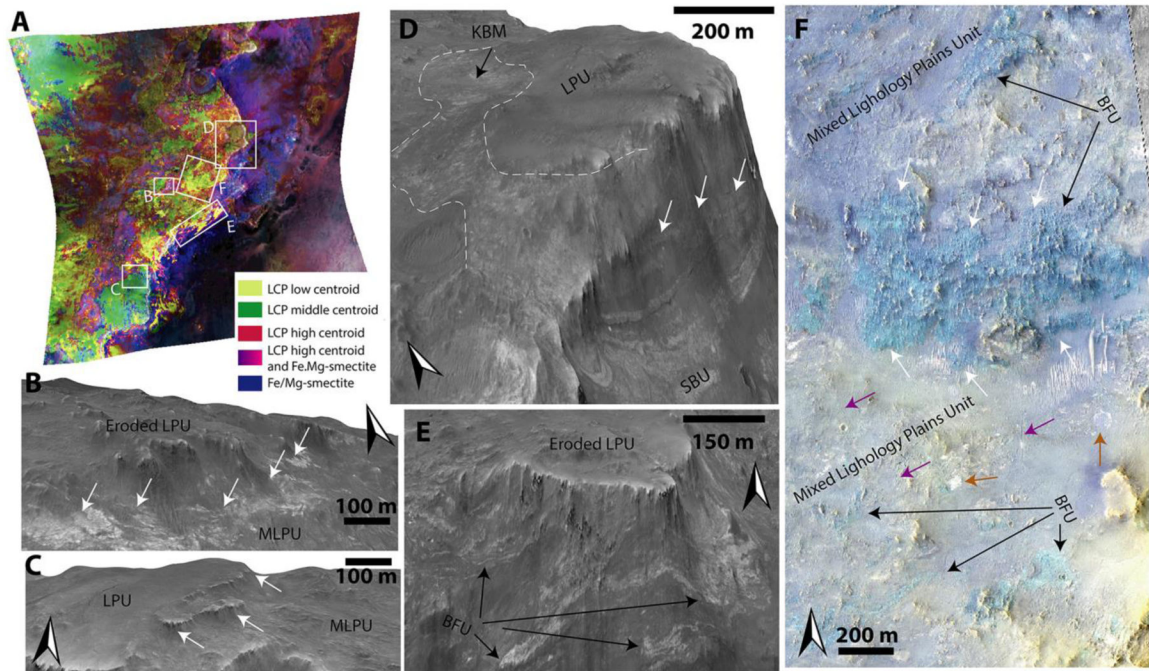 A
D
B
F
E
C
LCP low centroid
LCP middle centroid
LCP high centroid
LCP high centroid
and Fe.Mg-smectite
Fe/Mg-smectite
B
Eroded LPU
MLPU
100 m
C
LPU
MLPU
100 m
D
KBM
LPU
200 m
SBU
E
150 m
Eroded LPU
BFU
F
Mixed Lighology Plains Unit
BFU
Mixed Lighology Plains Unit
BFU
200 m